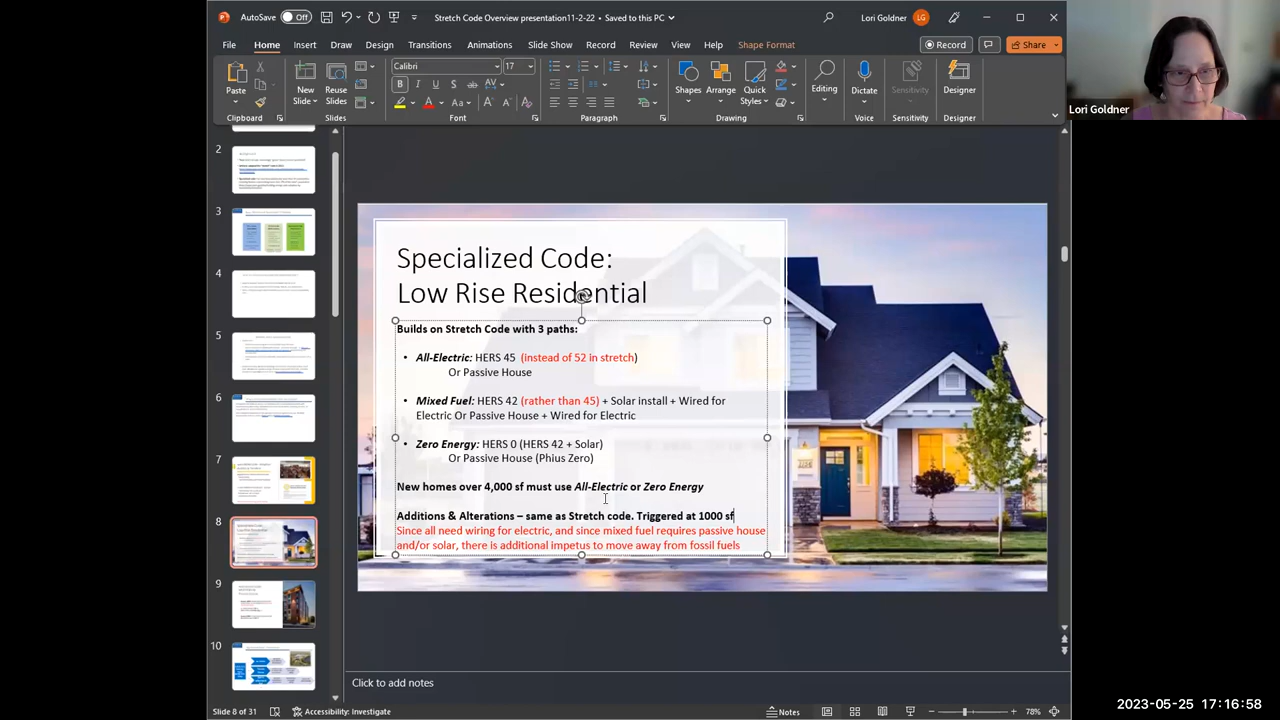 AutoSave Off Stretch Code Overview presentation11-2-22 • Saved to this PC Lori Goldner LG
File Home Insert Draw Design Transitions Animations Slide Show Record Review View Help Shape Format Record Share
Paste New Slide Reuse Slides Calibri 17 Shapes Arrange Quick Styles Editing Dictate Sensitivity Designer
Clipboard Slides Font Paragraph Drawing Voice Sensitivity Designer
Lori Goldner
2
3
4
5
6
7
8
9
10
Specialized Code:
Low Rise Residential
Builds on Stretch Code with 3 paths:
• All-Electric: HERS 45 (instead of 52 in stretch)
Or Passive House
• Mixed Fuel: HERS 42 (rather than 45) + Solar install + Wired for
Electric Or Passive House + Wired for Electric
• Zero Energy: HERS 0 (HERS 42 + Solar)
Or Passive House (Phius Zero)
New homes over 4,000 sf must use All-Electric or Zero Energy
Additions & Alterations – same as Stretch code. Triggered at 1000 sf
Since all need wiring for electric, and since mixed fuel requires passive house
and/or solar, there is additional impetus to move away from fossil fuels
Click to add notes
Slide 8 of 31 Accessibility: Investigate Notes 78%
2023-05-25 17:16:58